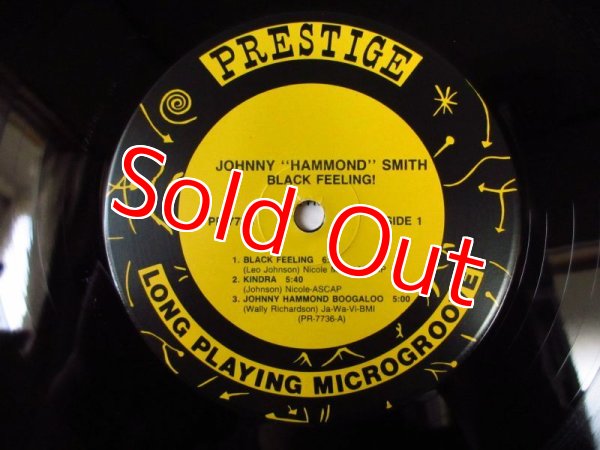 PRESTIGE
JOHNNY "HAMMOND" SMITH
BLACK FEELING!
SIDE 1
Sold Out
1. BLACK FEELING
(Leo Johnson) Nicole
2. KINDRA 5:40
(Johnson) Nicole-ASCAP
3. JOHNNY HAMMOND BOOGALOO 5:00
(Wally Richardson) Ja-Wa-Vi-BMI
(PR-7736-A)
LONG PLAYING MICROGROOVE